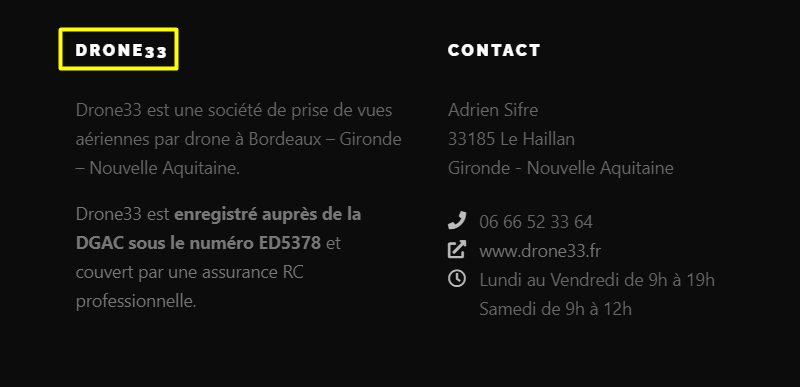 DRONE33
Drone33 est une société de prise de vues
aériennes par drone à Bordeaux – Gironde
– Nouvelle Aquitaine.
Drone33 est enregistré auprès de la
DGAC sous le numéro ED5378 et
couvert par une assurance RC
professionnelle.
CONTACT
Adrien Sifre
33185 Le Haillan
Gironde - Nouvelle Aquitaine
06 66 52 33 64
www.drone33.fr
Lundi au Vendredi de 9h à 19h
Samedi de 9h à 12h